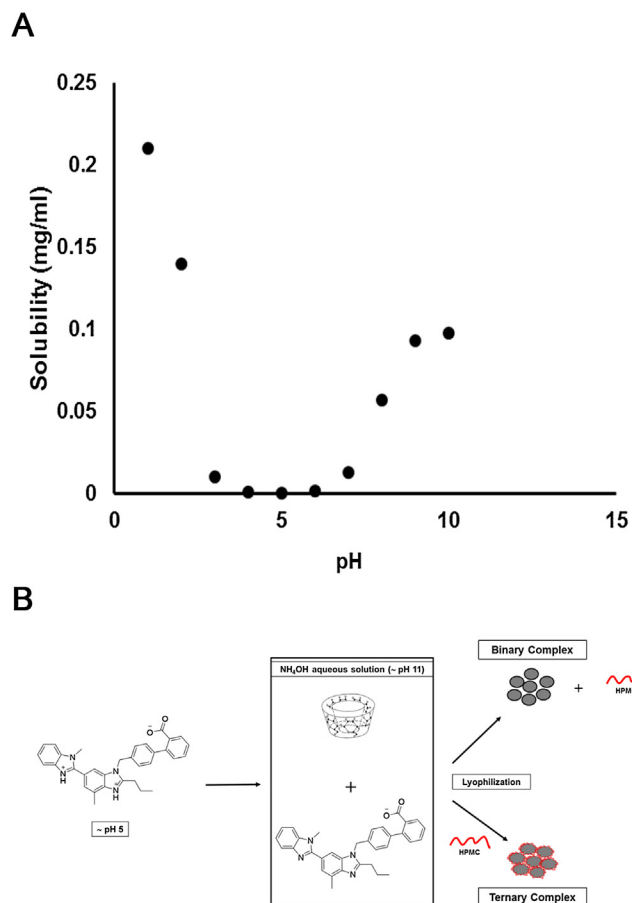 A
0.25
0.2
0.15
0.1
0.05
0
Solubility (mg/ml)
0
5
10
15
pH
B
NH₄OH aqueous solution (~ pH 11)
Binary Complex
+
HPM
O⁻
O
N
N
N⁺
H
N
N
H
~ pH 5
+
O⁻
O
N
N
N
N
Lyophilization
HPMC
Ternary Complex